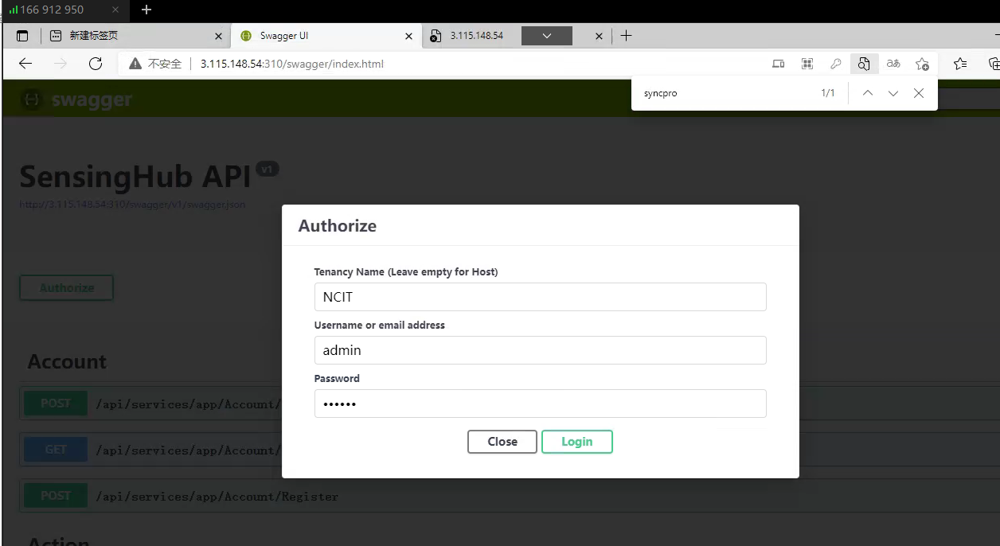 166 912 950
新建标签页
Swagger UI
3.115.148.54
不安全
3.115.148.54:310/swagger/index.html
aあ
syncpro
1/1
swagger
SensingHub API v1
http://3.115.148.54:310/swagger/v1/swagger.json
Authorize
Authorize
Tenancy Name (Leave empty for Host)
NCIT
Username or email address
admin
Password
••••••
Close
Login
Account
POST /api/services/app/Account/
GET /api/services/app/Account/
POST /api/services/app/Account/Register
Action